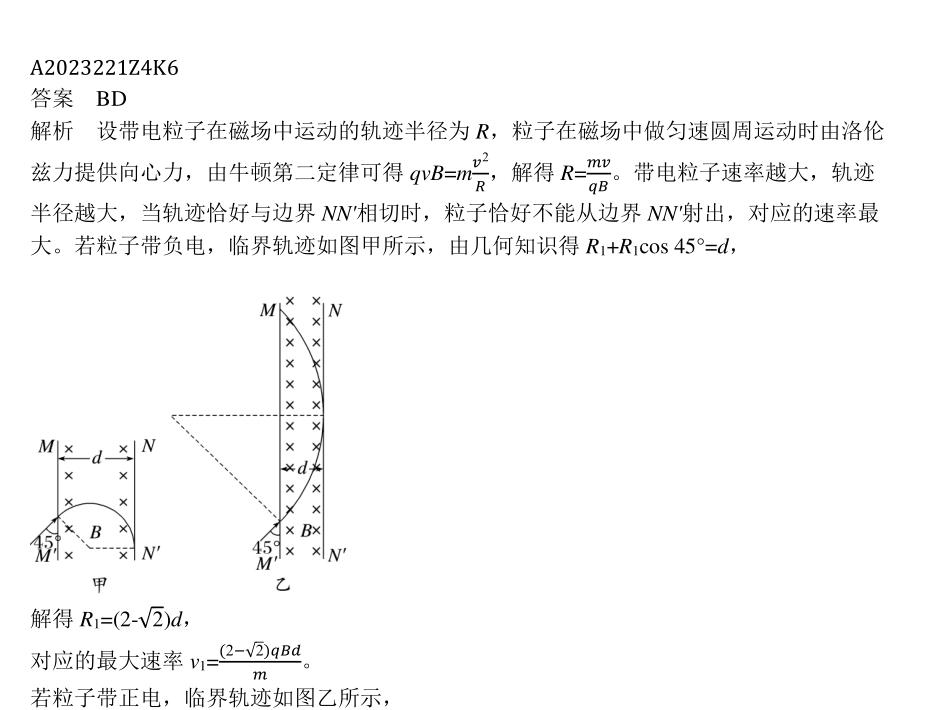 A2023221Z4K6
答案 BD
解析 设带电粒子在磁场中运动的轨迹半径为 R，粒子在磁场中做匀速圆周运动时由洛伦
兹力提供向心力，由牛顿第二定律可得 qvB=m\frac{v^2}{R}，解得 R=\frac{mv}{qB}。带电粒子速率越大，轨迹
半径越大，当轨迹恰好与边界 NN′相切时，粒子恰好不能从边界 NN′射出，对应的速率最
大。若粒子带负电，临界轨迹如图甲所示，由几何知识得 R₁+R₁cos 45°=d，
M N
d
B
45°
M′ N′
甲
M N
d
B
45°
M′ N′
乙
解得 R₁=(2-√2)d，
对应的最大速率 v₁=\frac{(2−√2)qBd}{m}。
若粒子带正电，临界轨迹如图乙所示，